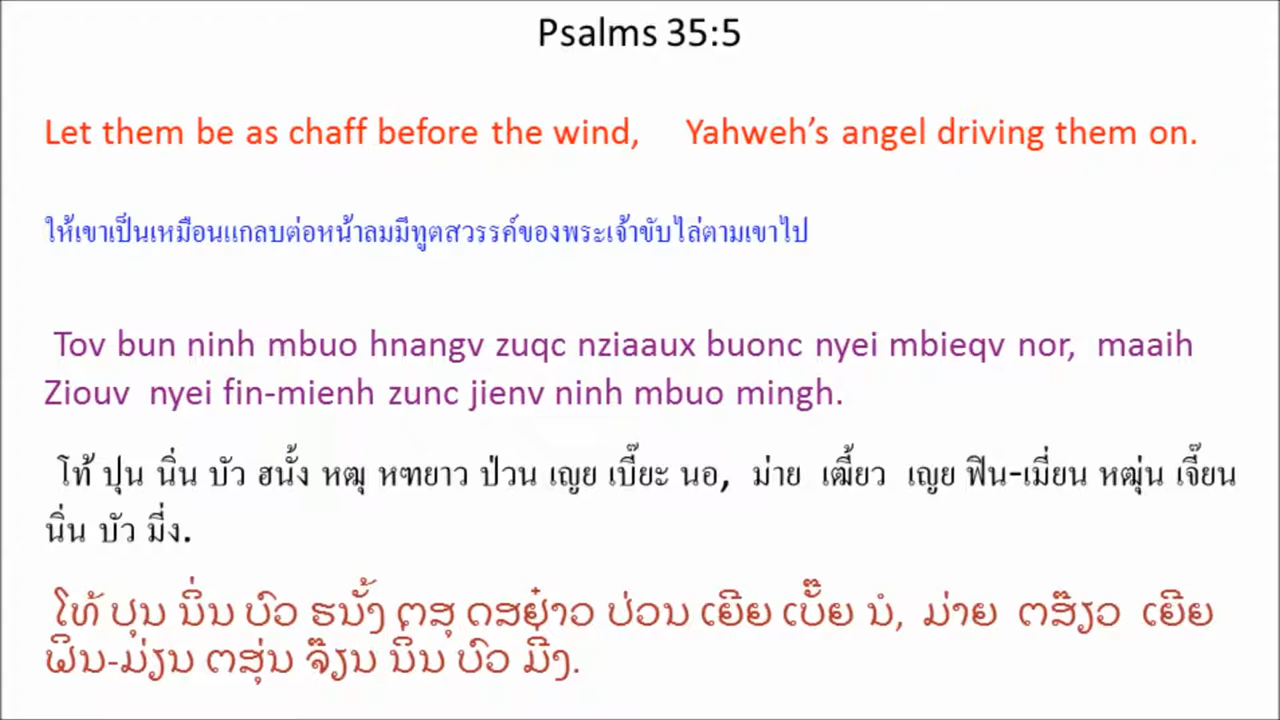 Psalms 35:5
Let them be as chaff before the wind, Yahweh’s angel driving them on.
ให้เขาเป็นเหมือนแกลบต่อหน้าลมมีทูตสวรรค์ของพระเจ้าขับไล่ตามเขาไป
Tov bun ninh mbuo hnangv zuqc nziaaux buonc nyei mbieqv nor, maaih
Ziouv nyei fin-mienh zunc jienv ninh mbuo mingh.
โท้ ปุน นิ่น บัว ฮนั้ง หฒุ หฑยาว ป่วน เญย เบี๊ยะ นอ, ม่าย เฒี้ยว เญย ฟิน-เมี่ยน หฒุ่น เจี๊ยน
นิ่น บัว มี่ง.
ໂທ້ ປຸນ ນິ່ນ ບົວ ຮນັ້ງ ຕສຸ ດສຢ໋າວ ປ່ວນ ເຍີຍ ເບັ໊ຍ ນໍ, ມ່າຍ ຕສ໊ຽວ ເຍີຍ
ຟິນ-ມ່ຽນ ຕສຸ່ນ ຈ໊ຽນ ນິ່ນ ບົວ ມີ່ງ.